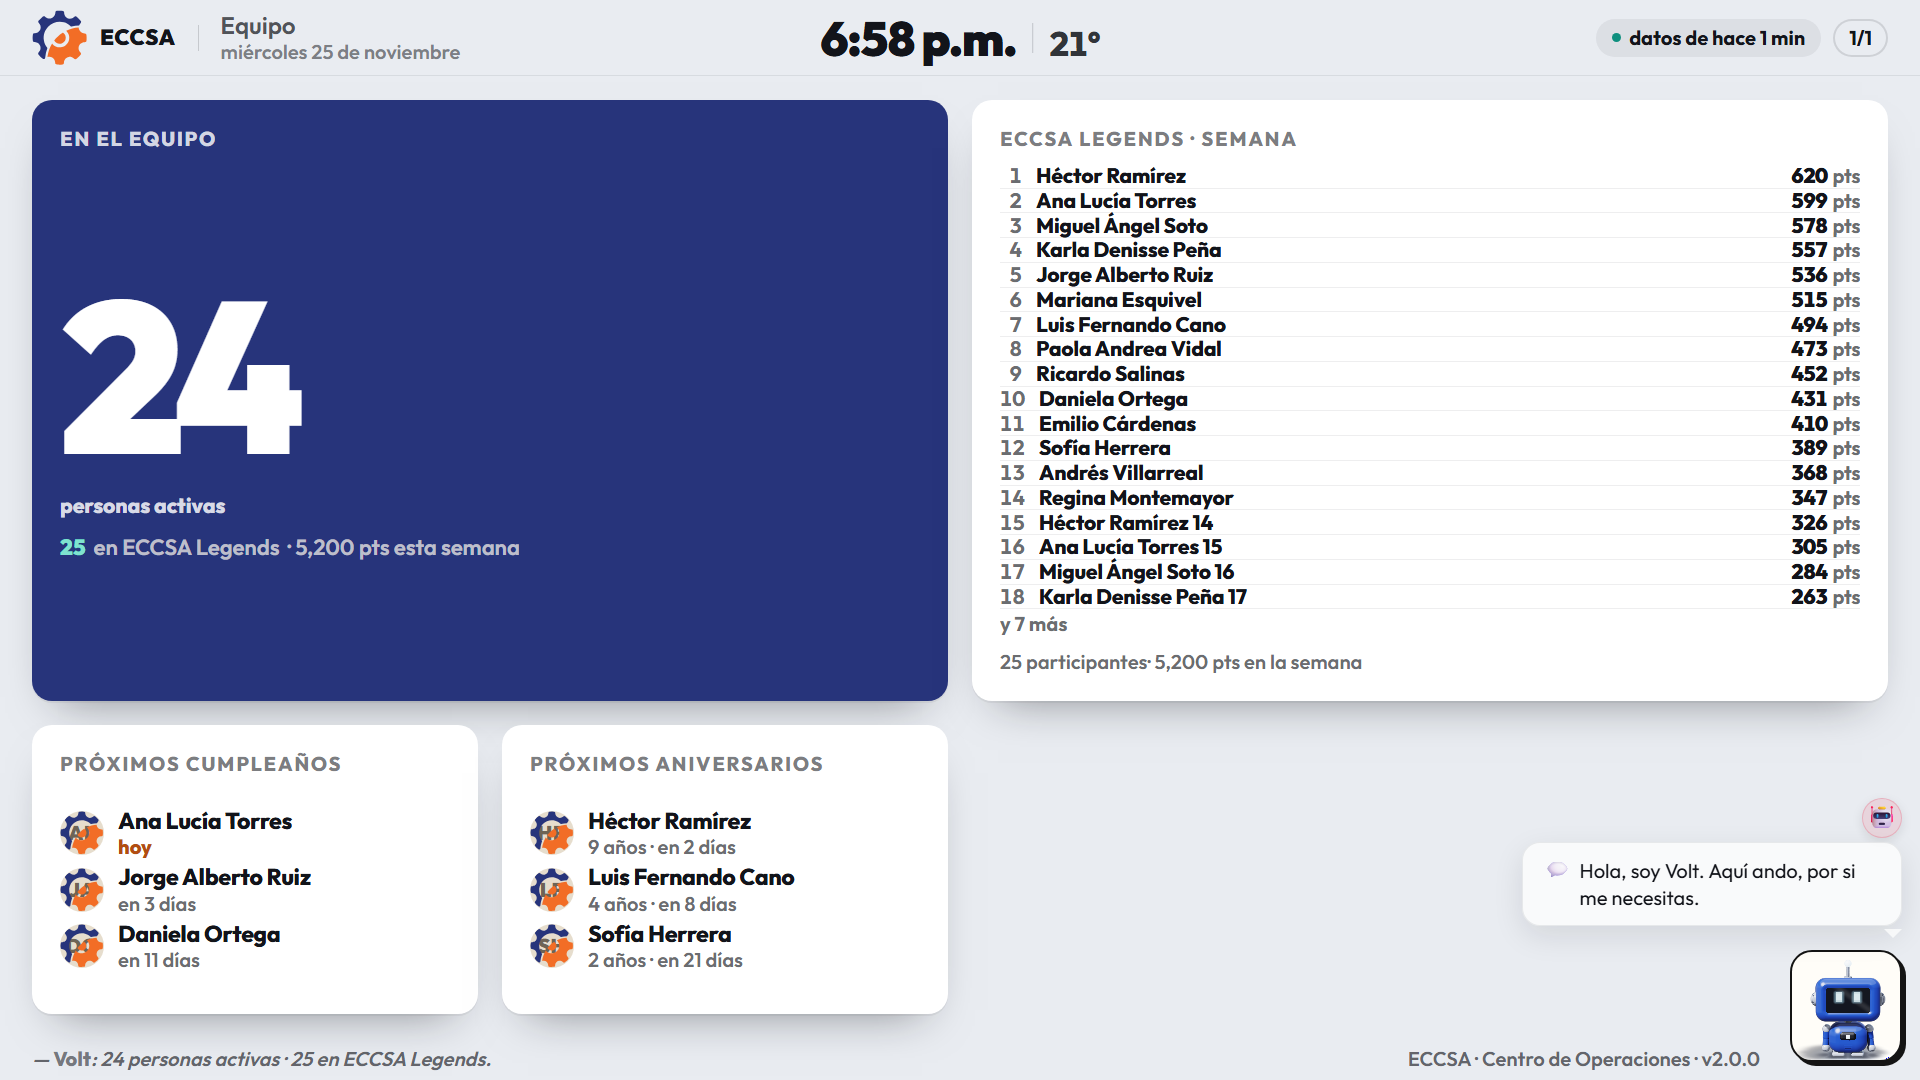 ECCSA
Equipo
miércoles 25 de noviembre
6:58 p.m.
21°
datos de hace 1 min
1/1
EN EL EQUIPO
24
personas activas
25 en ECCSA Legends · 5,200 pts esta semana
ECCSA LEGENDS · SEMANA
1 Héctor Ramírez 620 pts
2 Ana Lucía Torres 599 pts
3 Miguel Ángel Soto 578 pts
4 Karla Denisse Peña 557 pts
5 Jorge Alberto Ruiz 536 pts
6 Mariana Esquivel 515 pts
7 Luis Fernando Cano 494 pts
8 Paola Andrea Vidal 473 pts
9 Ricardo Salinas 452 pts
10 Daniela Ortega 431 pts
11 Emilio Cárdenas 410 pts
12 Sofía Herrera 389 pts
13 Andrés Villarreal 368 pts
14 Regina Montemayor 347 pts
15 Héctor Ramírez 14 326 pts
16 Ana Lucía Torres 15 305 pts
17 Miguel Ángel Soto 16 284 pts
18 Karla Denisse Peña 17 263 pts
y 7 más
25 participantes· 5,200 pts en la semana
PRÓXIMOS CUMPLEAÑOS
Ana Lucía Torres
hoy
Jorge Alberto Ruiz
en 3 días
Daniela Ortega
en 11 días
PRÓXIMOS ANIVERSARIOS
Héctor Ramírez
9 años · en 2 días
Luis Fernando Cano
4 años · en 8 días
Sofía Herrera
2 años · en 21 días
Hola, soy Volt. Aquí ando, por si
me necesitas.
— Volt: 24 personas activas · 25 en ECCSA Legends.
ECCSA · Centro de Operaciones · v2.0.0